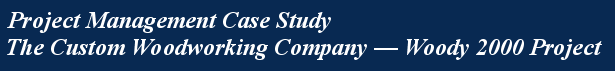 Project Management Case Study
The Custom Woodworking Company — Woody 2000 Project